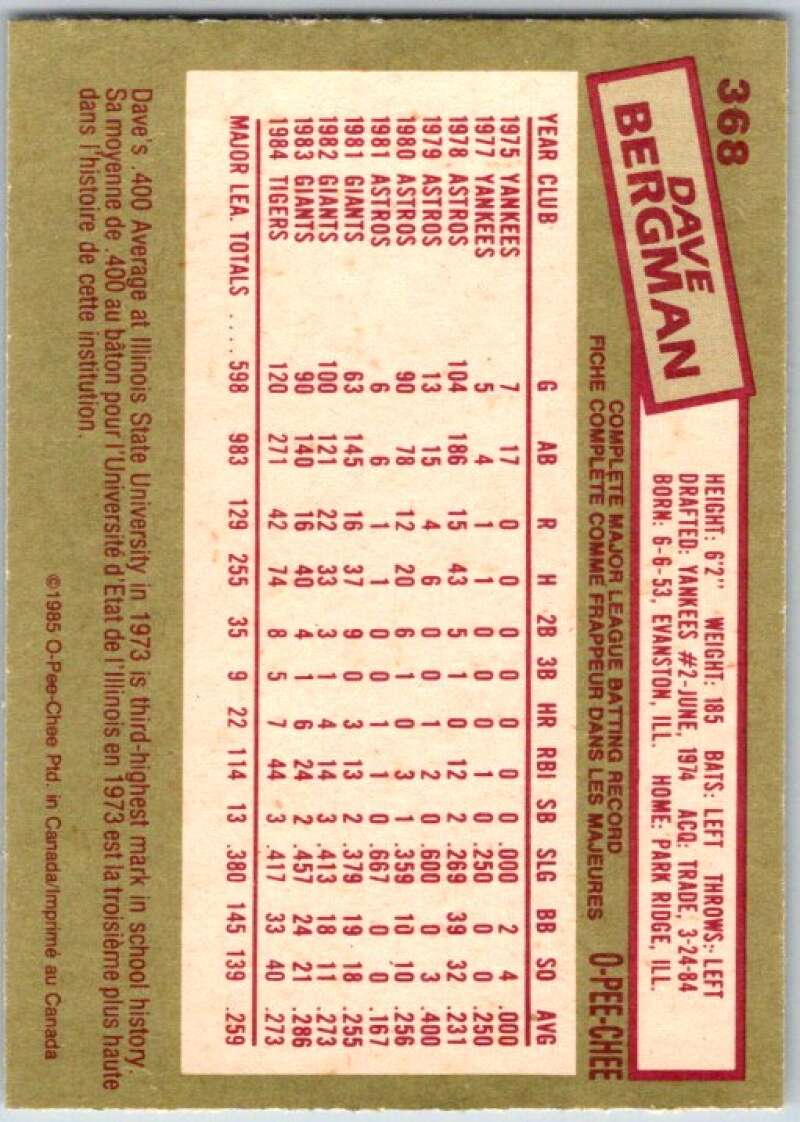 368
DAVE
BERGMAN
HEIGHT: 6'2" WEIGHT: 185 BATS: LEFT THROWS: LEFT
DRAFTED: YANKEES #2-JUNE, 1974 ACQ: TRADE, 3-24-84
BORN: 6-6-53, EVANSTON, ILL. HOME: PARK RIDGE, ILL.
COMPLETE MAJOR LEAGUE BATTING RECORD
FICHE COMPLÈTE COMME FRAPPEUR DANS LES MAJEURES
O-PEE-CHEE
YEAR CLUB G AB R H 2B 3B HR RBI SB SLG BB SO AVG
1975 YANKEES 7 17 0 0 0 0 0 0 0 .000 2 4 .000
1977 YANKEES 5 4 1 1 0 0 0 1 0 .250 0 0 .250
1978 ASTROS 104 186 15 43 5 1 0 12 2 .269 39 32 .231
1979 ASTROS 13 15 4 6 0 0 1 2 0 .600 0 3 .400
1980 ASTROS 90 78 12 20 6 1 0 3 1 .359 10 10 .256
1981 ASTROS 6 6 1 1 0 0 1 1 0 .667 0 0 .167
1981 GIANTS 63 145 16 37 9 0 3 13 2 .379 19 18 .255
1982 GIANTS 100 121 22 33 3 1 4 14 3 .413 18 11 .273
1983 GIANTS 90 140 16 40 4 1 6 24 2 .457 24 21 .286
1984 TIGERS 120 271 42 74 8 5 7 44 3 .417 33 40 .273
MAJOR LEA. TOTALS .... 598 983 129 255 35 9 22 114 13 .380 145 139 .259
Dave's .400 Average at Illinois State University in 1973 is third-highest mark in school history.
Sa moyenne de .400 au bâton pour l'Université d'Etat de l'Illinois en 1973 est la troisième plus haute
dans l'histoire de cette institution.
©1985 O-Pee-Chee Ptd. in Canada/Imprimé au Canada